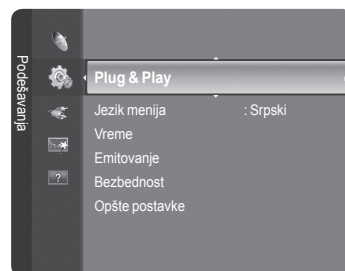 Podešavanja
Plug & Play
Jezik menija : Srpski
Vreme
Emitovanje
Bezbednost
Opšte postavke
?